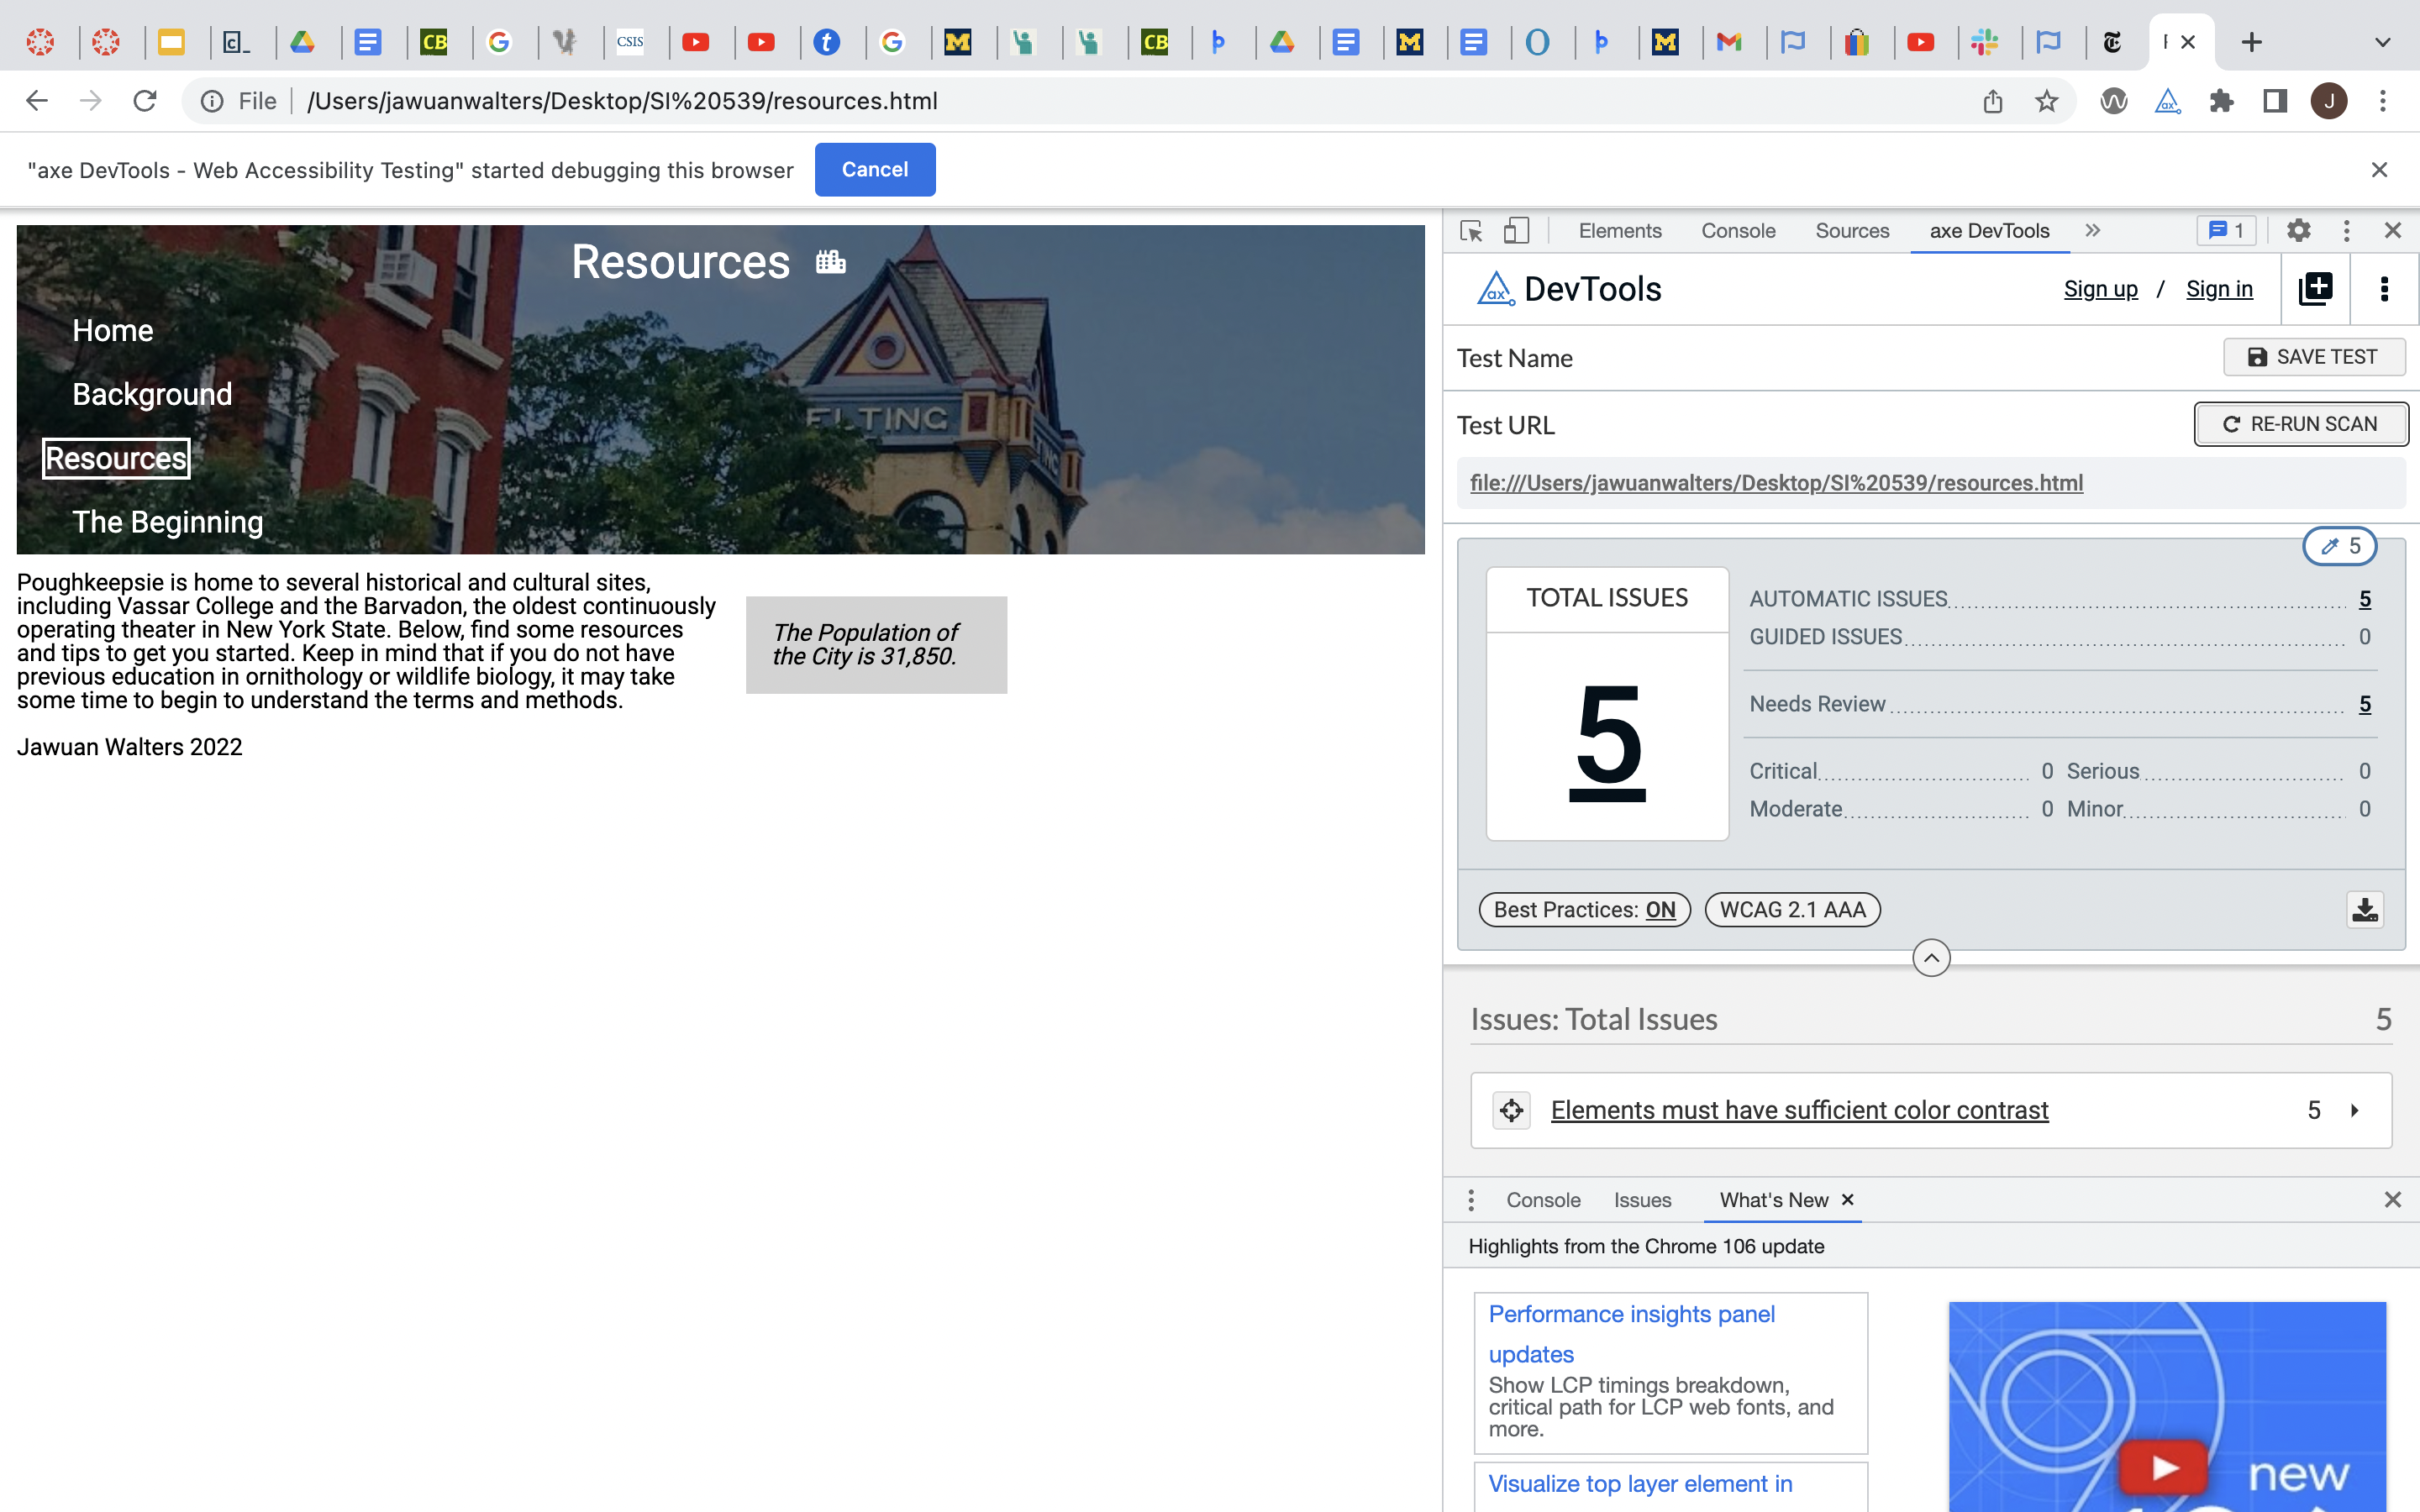 File
/Users/jawuanwalters/Desktop/SI%20539/resources.html
J
"axe DevTools - Web Accessibility Testing" started debugging this browser
Cancel
Resources
Home
Background
Resources
The Beginning
ELTING
Poughkeepsie is home to several historical and cultural sites,
including Vassar College and the Barvadon, the oldest continuously
operating theater in New York State. Below, find some resources
and tips to get you started. Keep in mind that if you do not have
previous education in ornithology or wildlife biology, it may take
some time to begin to understand the terms and methods.
The Population of
the City is 31,850.
Jawuan Walters 2022
Elements Console Sources axe DevTools 1
DevTools
Sign up / Sign in
Test Name
SAVE TEST
Test URL
RE-RUN SCAN
file:///Users/jawuanwalters/Desktop/SI%20539/resources.html
5
TOTAL ISSUES
5
AUTOMATIC ISSUES 5
GUIDED ISSUES 0
Needs Review 5
Critical 0 Serious 0
Moderate 0 Minor 0
Best Practices: ON
WCAG 2.1 AAA
Issues: Total Issues 5
Elements must have sufficient color contrast 5
Console Issues What's New
Highlights from the Chrome 106 update
Performance insights panel
updates
Show LCP timings breakdown,
critical path for LCP web fonts, and
more.
Visualize top layer element in
new